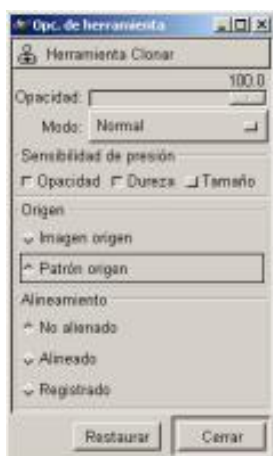 Opc. de herramienta
Herramienta Clonar
100.0
Opacidad:
Modo: Normal
Sensibilidad de presión
Opacidad Dureza Tamaño
Origen
Imagen origen
Patrón origen
Alineamiento
No alienado
Alineado
Registrado
Restaurar Cerrar